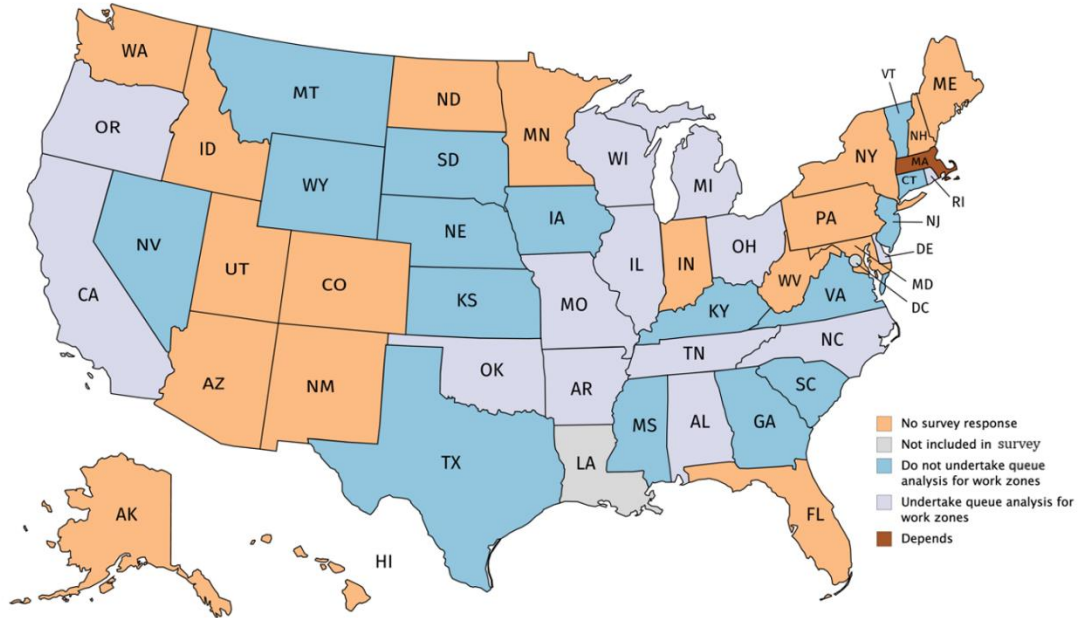 WA
MT
ND
MN
VT
ME
OR
ID
SD
WI
NY
NH
MA
WY
MI
CT
RI
IA
PA
NJ
NV
NE
OH
DE
UT
IL
IN
MD
CA
CO
WV
DC
KS
MO
KY
VA
NC
TN
OK
AZ
NM
AR
SC
MS
AL
GA
TX
LA
No survey response
Not included in survey
Do not undertake queue
analysis for work zones
Undertake queue analysis for
work zones
Depends
AK
FL
HI